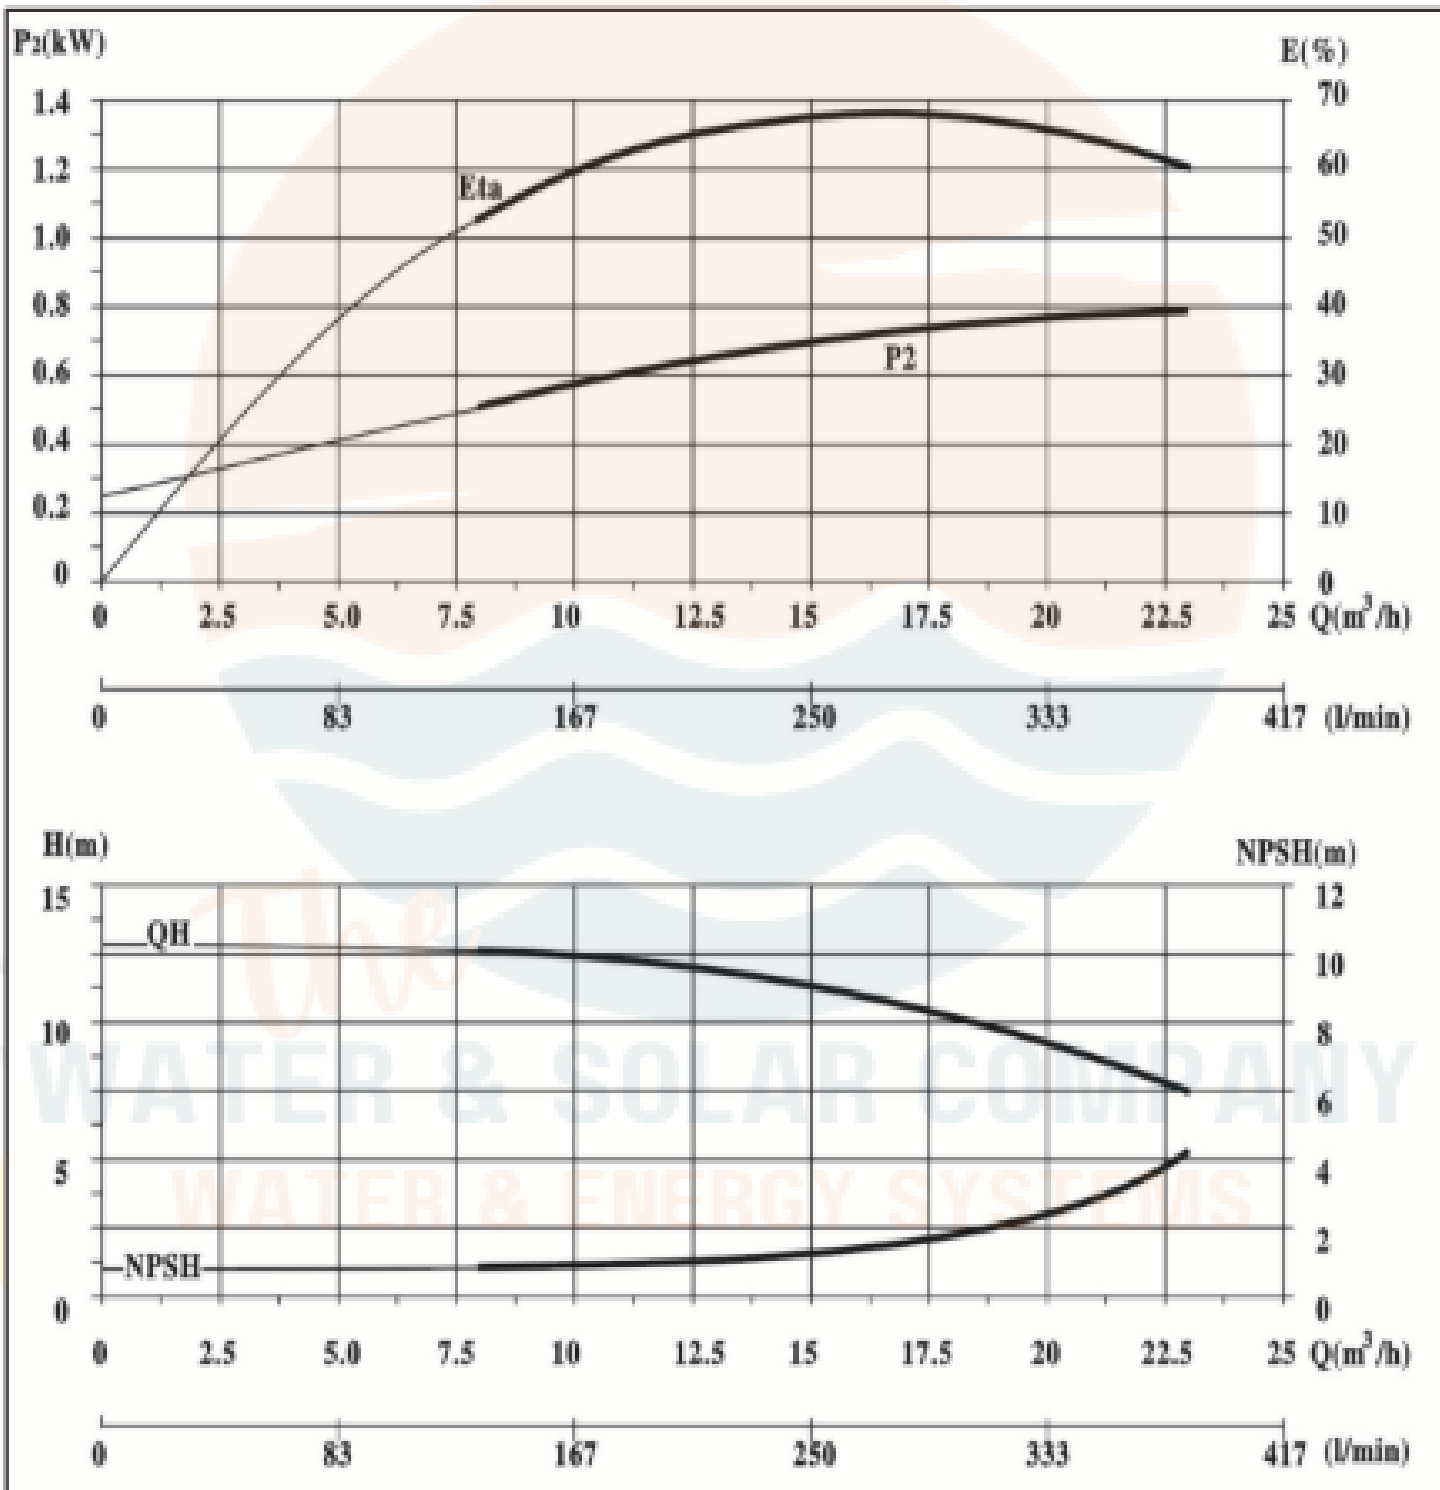 P₂(kW) E(%)
1.4 70
1.2 60
Eta
1.0 50
0.8 40
P2
0.6 30
0.4 20
0.2 10
0 0
0 2.5 5.0 7.5 10 12.5 15 17.5 20 22.5 25 Q(m³/h)
0 83 167 250 333 417 (l/min)
H(m) NPSH(m)
15 12
QH
10
The
10 8
WATER & SOLAR COMPANY
6
5 4
WATER & ENERGY SYSTEMS
2
NPSH
0 0
0 2.5 5.0 7.5 10 12.5 15 17.5 20 22.5 25 Q(m³/h)
0 83 167 250 333 417 (l/min)